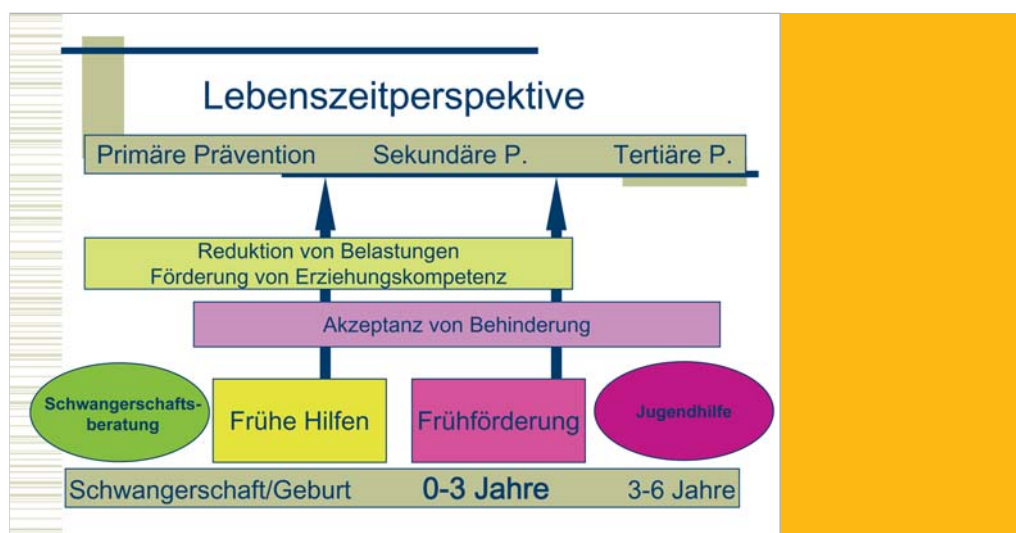 Lebenszeitperspektive
Primäre Prävention Sekundäre P. Tertiäre P.
Reduktion von Belastungen
Förderung von Erziehungskompetenz
Akzeptanz von Behinderung
Schwangerschafts-
beratung
Frühe Hilfen
Frühförderung
Jugendhilfe
Schwangerschaft/Geburt 0-3 Jahre 3-6 Jahre